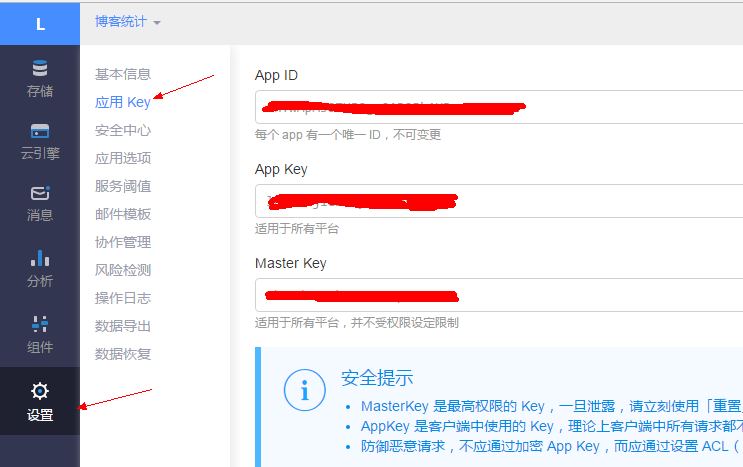 L
博客统计
存储
云引擎
消息
分析
组件
设置
基本信息
应用 Key
安全中心
应用选项
服务阈值
邮件模板
协作管理
风险检测
操作日志
数据导出
数据恢复
App ID
每个 app 有一个唯一 ID，不可变更
App Key
适用于所有平台
Master Key
适用于所有平台，并不受权限设定限制
安全提示
MasterKey 是最高权限的 Key，一旦泄露，请立刻使用「重置
AppKey 是客户端中使用的 Key，理论上客户端中所有请求都不
防御恶意请求，不应通过加密 App Key，而应通过设置 ACL（